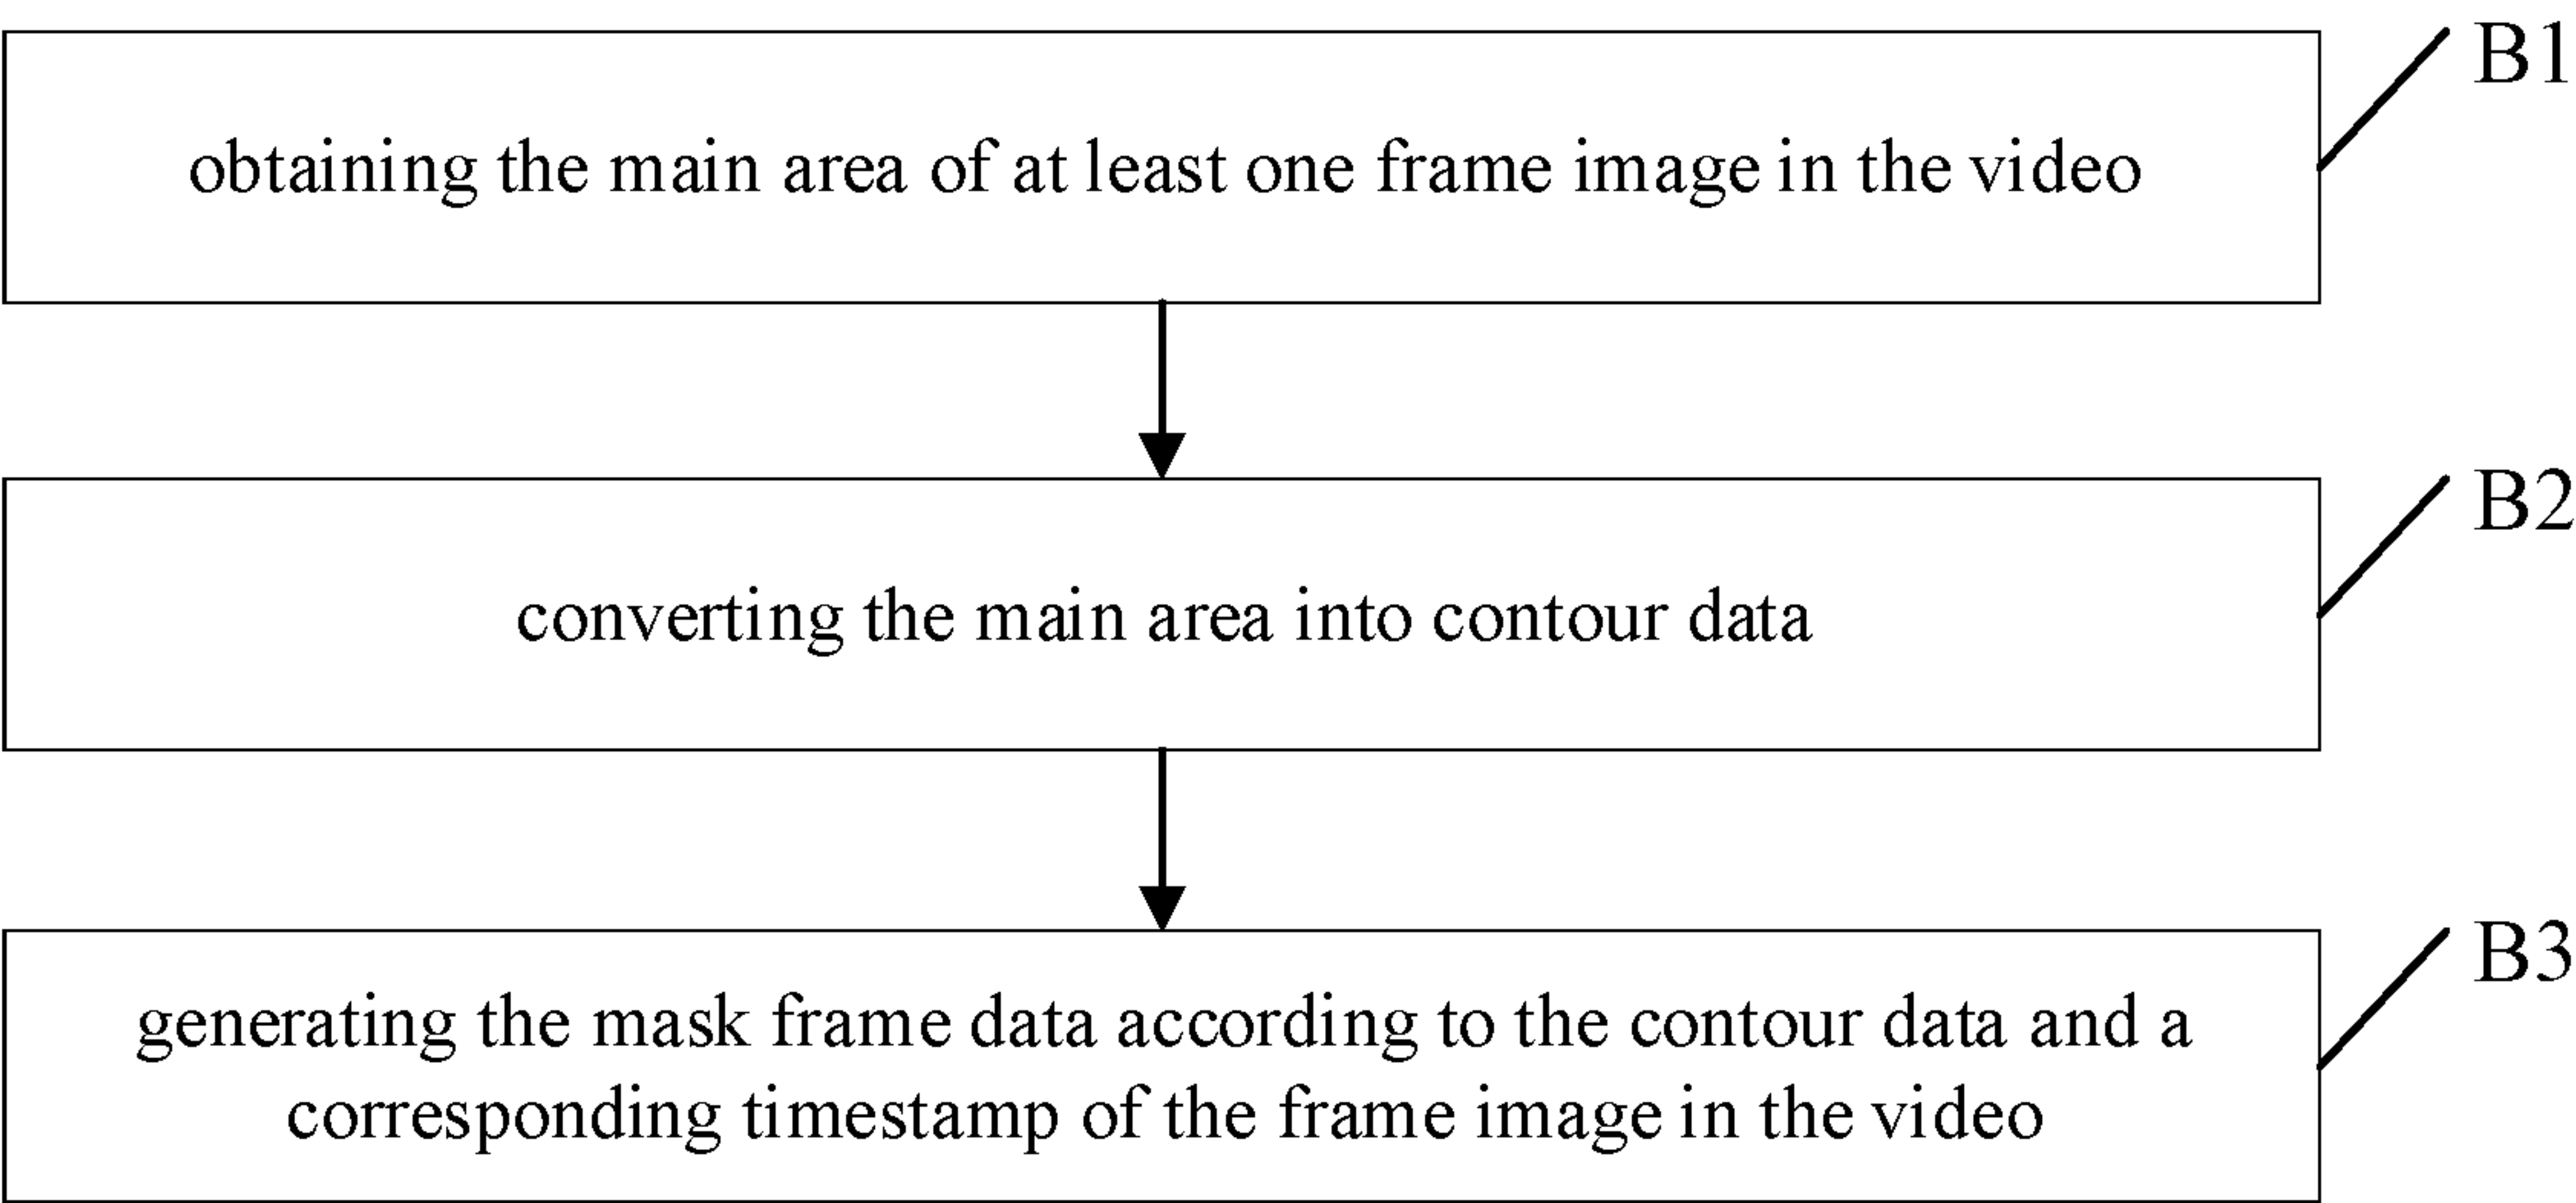 B1
obtaining the main area of at least one frame image in the video
B2
converting the main area into contour data
B3
generating the mask frame data according to the contour data and a
corresponding timestamp of the frame image in the video